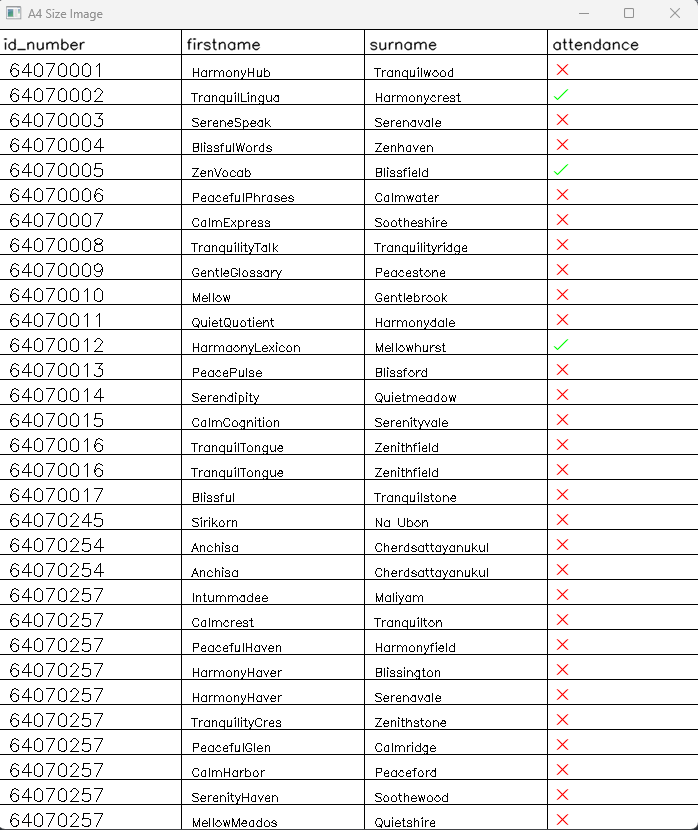 A4 Size Image
id_number firstname surname attendance
64070001 HarmonyHub Tranquilwood
64070002 TranquilLingua Harmonycrest
64070003 SereneSpeak Serenavale
64070004 BlissfulWords Zenhaven
64070005 ZenVocab Blissfield
64070006 PeacefulPhrases Calmwater
64070007 CalmExpress Sootheshire
64070008 TranquilityTalk Tranquilityridge
64070009 GentleGlossary Peacestone
64070010 Mellow Gentlebrook
64070011 QuietQuotient Harmonydale
64070012 HarmaonyLexicon Mellowhurst
64070013 PeacePulse Blissford
64070014 Serendipity Quietmeadow
64070015 CalmCognition Serenityvale
64070016 TranquilTongue Zenithfield
64070016 TranquilTongue Zenithfield
64070017 Blissful Tranquilstone
64070245 Sirikorn Na Ubon
64070254 Anchisa Cherdsattayanukul
64070254 Anchisa Cherdsattayanukul
64070257 Intummadee Maliyam
64070257 Calmcrest Tranquilton
64070257 PeacefulHaven Harmonyfield
64070257 HarmonyHaver Blissington
64070257 HarmonyHaver Serenavale
64070257 TranquilityCres Zenithstone
64070257 PeacefulGlen Calmridge
64070257 CalmHarbor Peaceford
64070257 SerenityHaven Soothewood
64070257 MellowMeados Quietshire